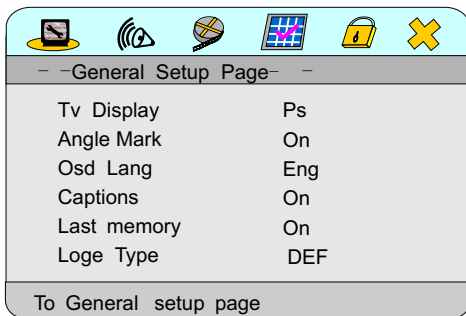 - -General Setup Page- -
Tv Display Ps
Angle Mark On
Osd Lang Eng
Captions On
Last memory On
Loge Type DEF
To General setup page